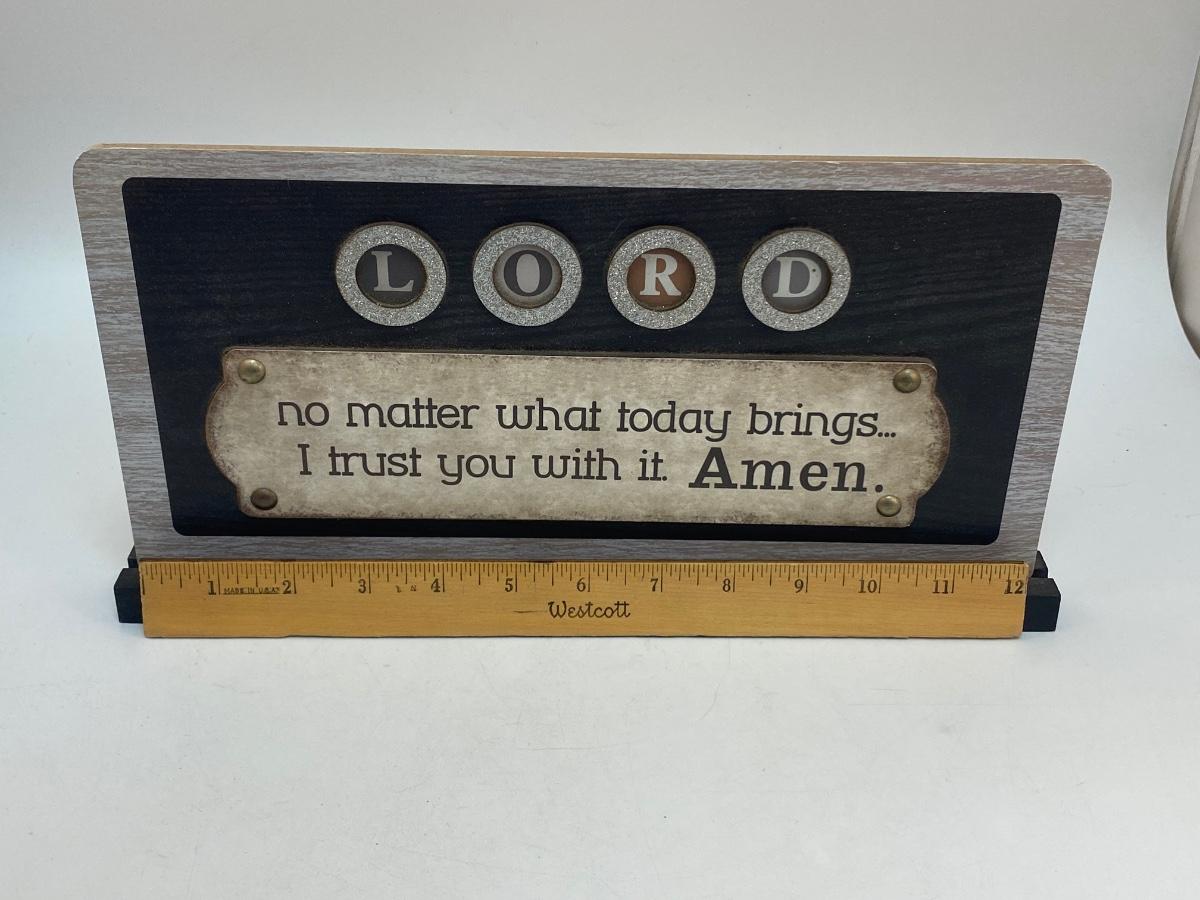 LORD
no matter what today brings...
I trust you with it. Amen.
1 MADE IN U.S.A. 2 3 4 5 6 7 8 9 10 11 12
Westcott